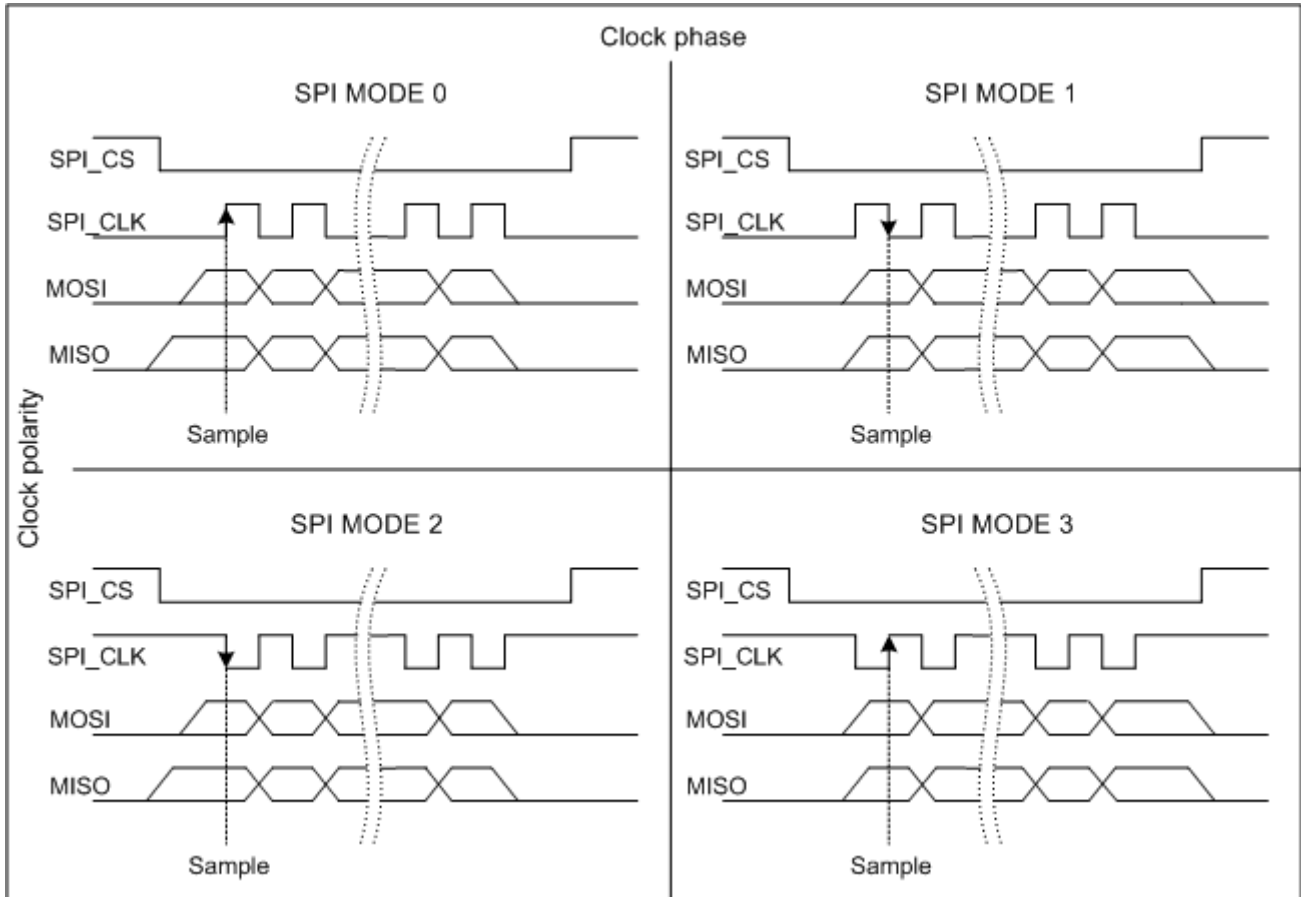 Clock phase
SPI MODE 0
SPI_CS
SPI_CLK
MOSI
MISO
Sample
SPI MODE 1
SPI_CS
SPI_CLK
MOSI
MISO
Sample
Clock polarity
SPI MODE 2
SPI_CS
SPI_CLK
MOSI
MISO
Sample
SPI MODE 3
SPI_CS
SPI_CLK
MOSI
MISO
Sample